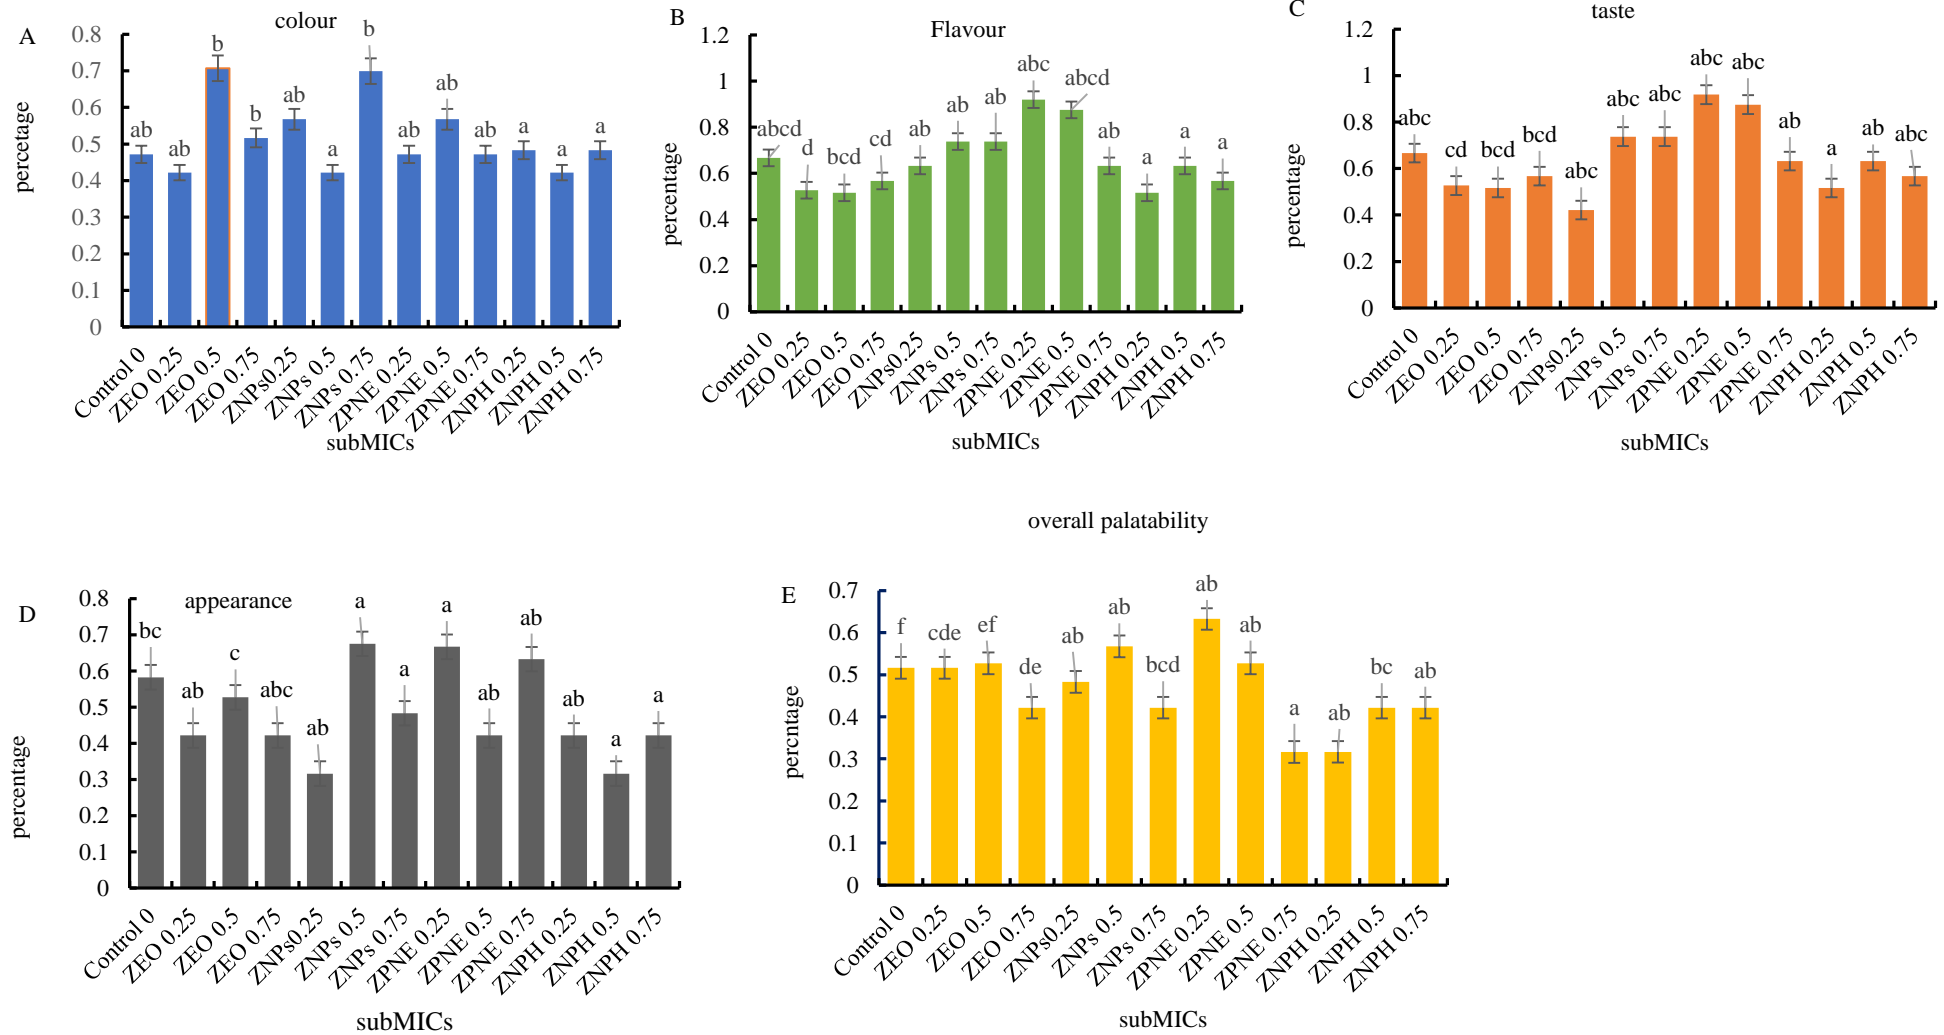 A
colour
0.8
0.7
0.6
0.5
0.4
0.3
0.2
0.1
0
percentage
ab
ab
b
b
ab
a
b
ab
ab
ab
a
a
a
Control 0
ZEO 0.25
ZEO 0.5
ZEO 0.75
ZNPs0.25
ZNPs 0.5
ZNPs 0.75
ZPNE 0.25
ZPNE 0.5
ZPNE 0.75
ZNPH 0.25
ZNPH 0.5
ZNPH 0.75
subMICs
B
Flavour
1.2
1
0.8
0.6
0.4
0.2
0
percentage
abcd
d
bcd
cd
ab
ab
ab
abc
abcd
ab
a
a
a
Control 0
ZEO 0.25
ZEO 0.5
ZEO 0.75
ZNPs0.25
ZNPs 0.5
ZNPs 0.75
ZPNE 0.25
ZPNE 0.5
ZPNE 0.75
ZNPH 0.25
ZNPH 0.5
ZNPH 0.75
subMICs
C
taste
1.2
1
0.8
0.6
0.4
0.2
0
percentage
abc
cd
bcd
bcd
abc
abc
abc
abc
abc
ab
a
ab
abc
Control 0
ZEO 0.25
ZEO 0.5
ZEO 0.75
ZNPs0.25
ZNPs 0.5
ZNPs 0.75
ZPNE 0.25
ZPNE 0.5
ZPNE 0.75
ZNPH 0.25
ZNPH 0.5
ZNPH 0.75
subMICs
D
appearance
0.8
0.7
0.6
0.5
0.4
0.3
0.2
0.1
0
percentage
bc
ab
c
abc
ab
a
a
a
ab
ab
ab
a
a
Control 0
ZEO 0.25
ZEO 0.5
ZEO 0.75
ZNPs0.25
ZNPs 0.5
ZNPs 0.75
ZPNE 0.25
ZPNE 0.5
ZPNE 0.75
ZNPH 0.25
ZNPH 0.5
ZNPH 0.75
subMICs
overall palatability
E
0.7
0.6
0.5
0.4
0.3
0.2
0.1
0
percntage
f
cde
ef
de
ab
ab
bcd
ab
ab
a
ab
bc
ab
Control 0
ZEO 0.25
ZEO 0.5
ZEO 0.75
ZNPs0.25
ZNPs 0.5
ZNPs 0.75
ZPNE 0.25
ZPNE 0.5
ZPNE 0.75
ZNPH 0.25
ZNPH 0.5
ZNPH 0.75
subMICs